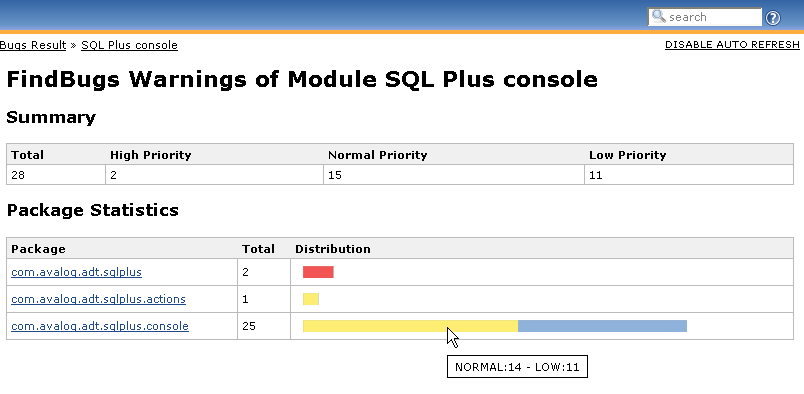 search
Bugs Result » SQL Plus console
DISABLE AUTO REFRESH
FindBugs Warnings of Module SQL Plus console
Summary
Total High Priority Normal Priority Low Priority
28 2 15 11
Package Statistics
Package Total Distribution
com.avaloq.adt.sqlplus 2
com.avaloq.adt.sqlplus.actions 1
com.avaloq.adt.sqlplus.console 25
NORMAL:14 - LOW:11